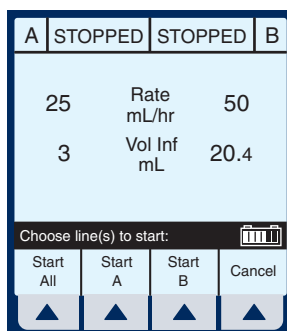 A STOPPED STOPPED B
25 Rate mL/hr 50
3 Vol Inf mL 20.4
Choose line(s) to start:
Start All Start A Start B Cancel